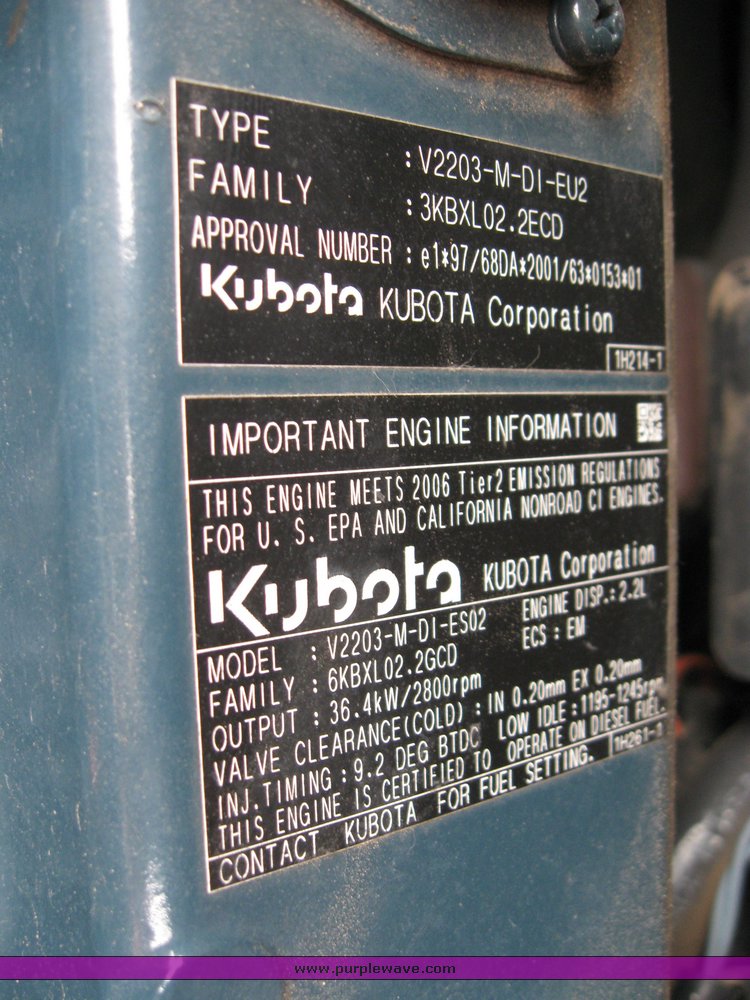 TYPE : V2203-M-DI-EU2
FAMILY : 3KBXL02.2ECD
APPROVAL NUMBER : e1*97/68DA*2001/63*0153*01
Kubota KUBOTA Corporation
1H214-1
IMPORTANT ENGINE INFORMATION
THIS ENGINE MEETS 2006 Tier2 EMISSION REGULATIONS
FOR U. S. EPA AND CALIFORNIA NONROAD CI ENGINES.
Kubota KUBOTA Corporation
MODEL : V2203-M-DI-ES02 ENGINE DISP.: 2.2L
FAMILY : 6KBXL02.2GCD ECS : EM
OUTPUT : 36.4kW/2800rpm
VALVE CLEARANCE(COLD) : IN 0.20mm EX 0.20mm
INJ.TIMING : 9.2 DEG BTDC LOW IDLE : 1195-1245rpm
THIS ENGINE IS CERTIFIED TO OPERATE ON DIESEL FUEL.
CONTACT KUBOTA FOR FUEL SETTING.
www.purplewave.com